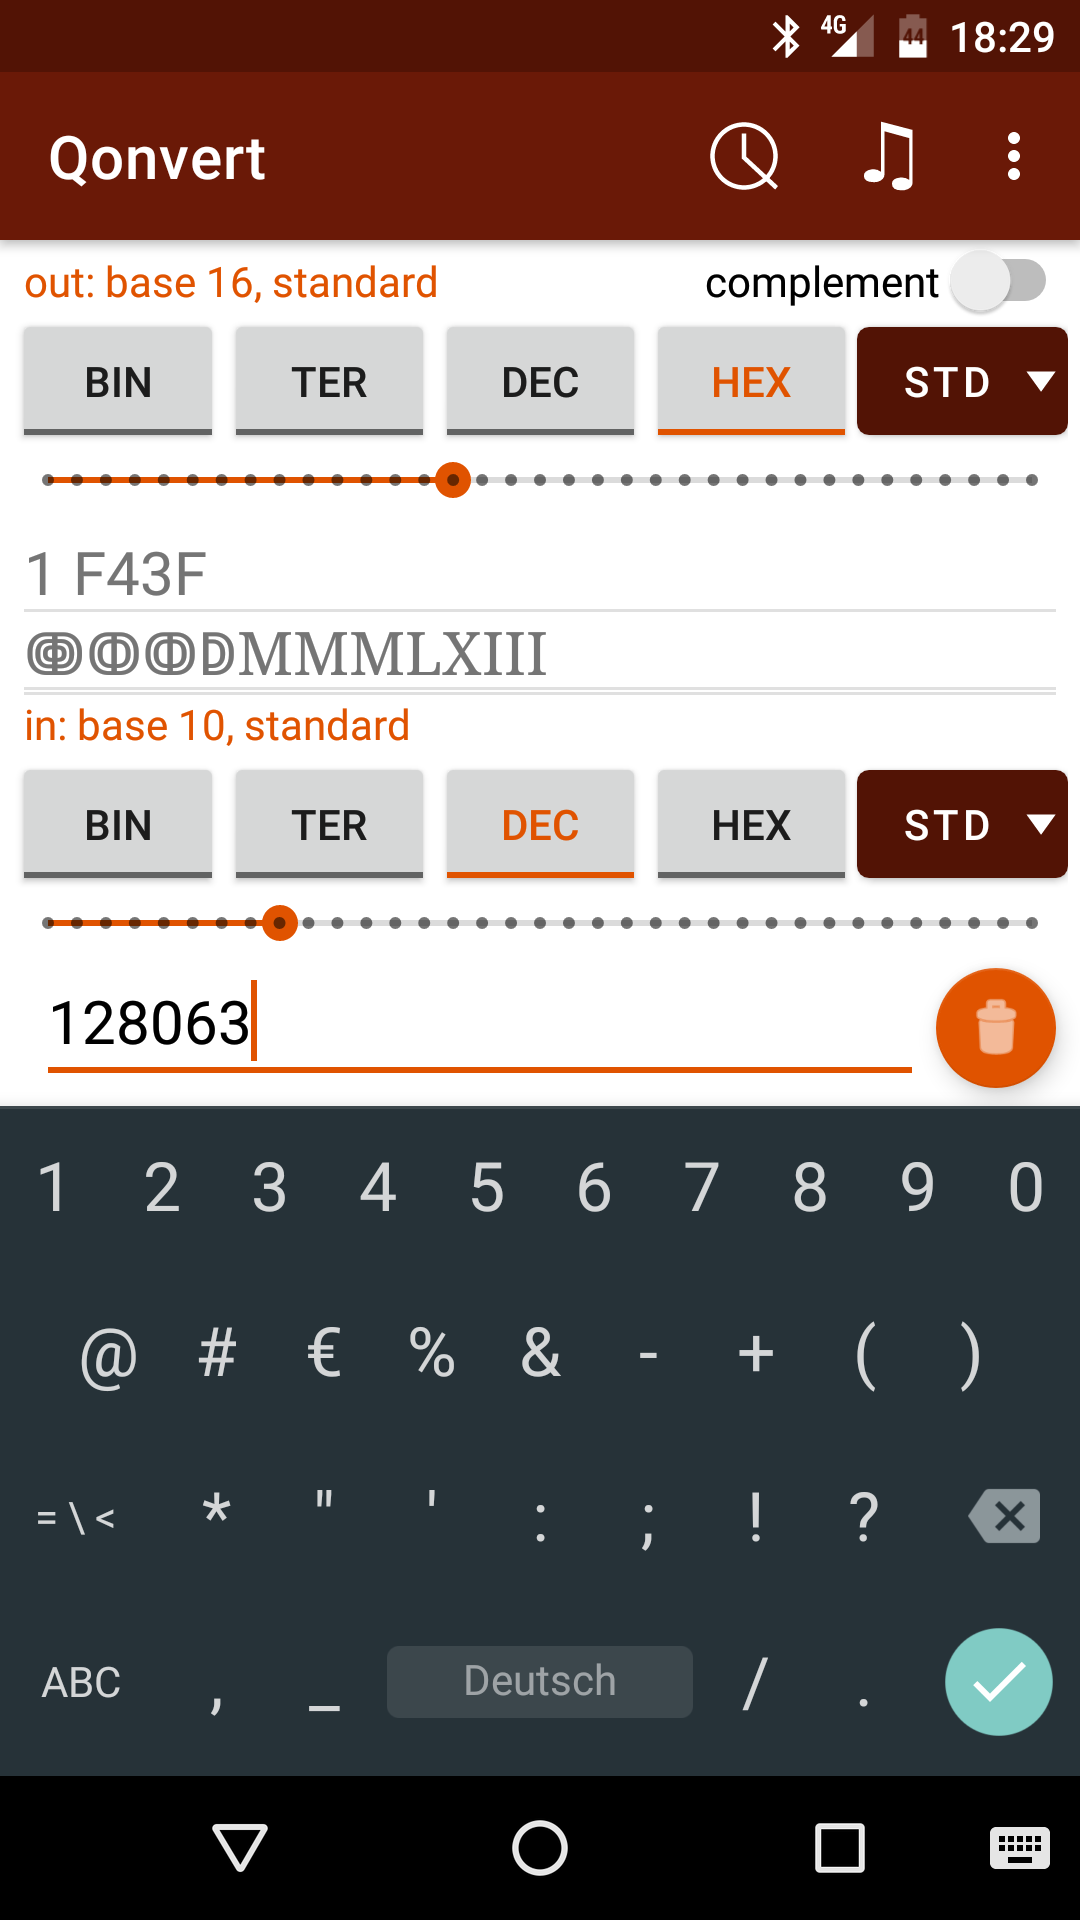 4G 44 18:29
Qonvert
out: base 16, standard complement
BIN TER DEC HEX STD
1 F43F
ↈↂↂↁMMMLXIII
in: base 10, standard
BIN TER DEC HEX STD
128063
1 2 3 4 5 6 7 8 9 0
@ # € % & - + ( )
= \ < * " ' : ; ! ?
ABC , _ Deutsch / .